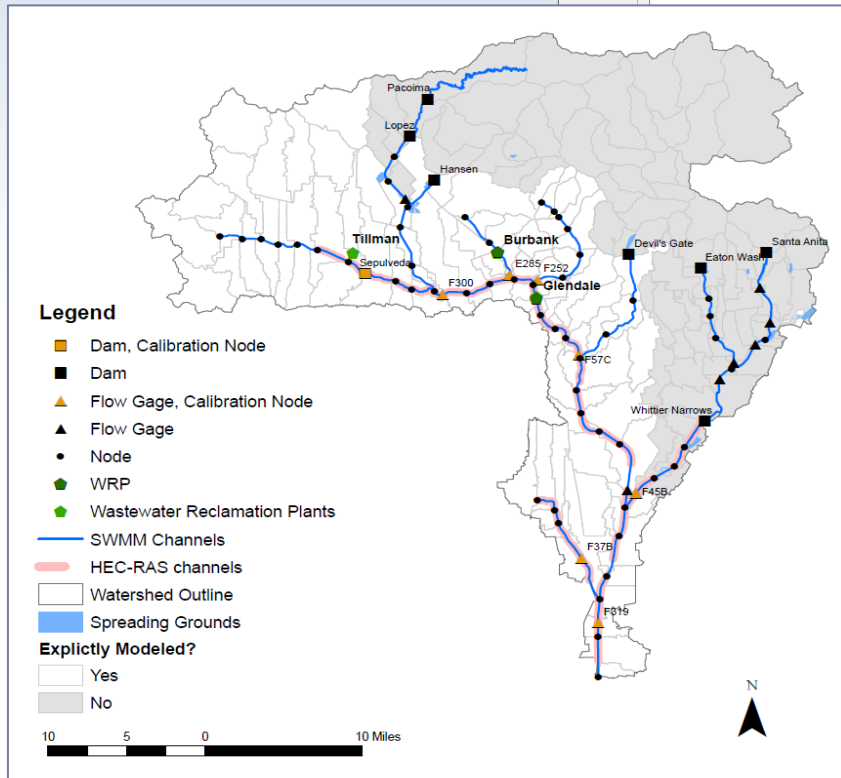 Pacoima
Lopez
Hansen
Tillman
Burbank
Devil's Gate
Santa Anita
Eaton Wash
Sepulveda
E285
F252
F300
Glendale
F57C
Whittier Narrows
F45B
F37B
F319
Legend
Dam, Calibration Node
Dam
Flow Gage, Calibration Node
Flow Gage
Node
WRP
Wastewater Reclamation Plants
SWMM Channels
HEC-RAS channels
Watershed Outline
Spreading Grounds
Explictly Modeled?
Yes
No
10 5 0 10 Miles
N